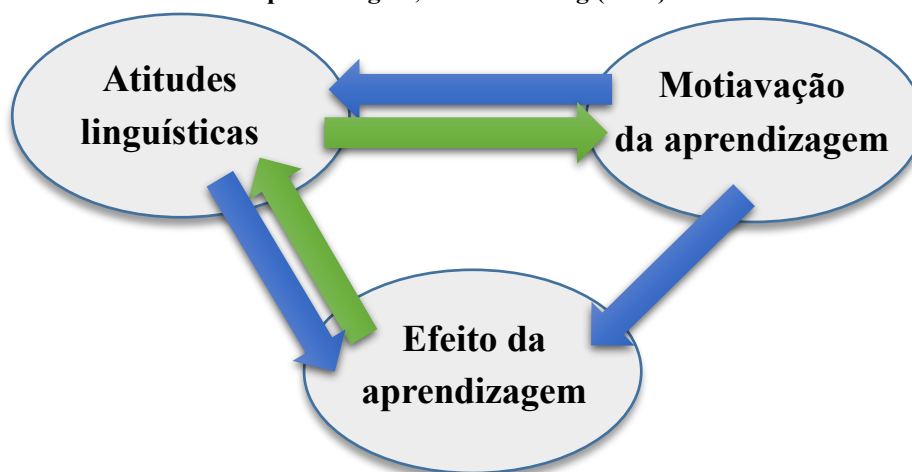 Atitudes
linguísticas
Motiavação
da aprendizagem
Efeito da
aprendizagem